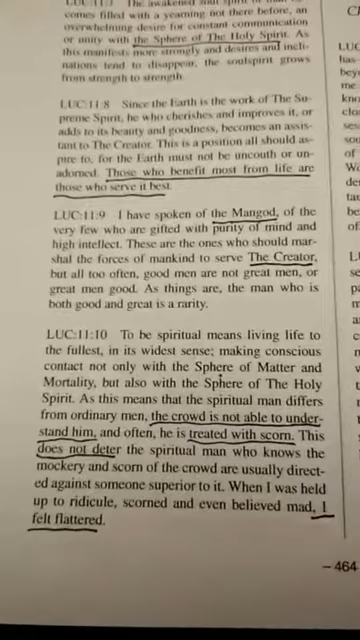 LUC:11:7 The awakened soul spirit of man be-
comes filled with a yearning not there before, an
overwhelming desire for constant communication
or unity with the Sphere of The Holy Spirit. As
this manifests more strongly and desires and incli-
nations tend to disappear, the soulspirit grows
from strength to strength.
LUC:11:8 Since the Earth is the work of The Su-
preme Spirit, he who cherishes and improves it, or
adds to its beauty and goodness, becomes an assis-
tant to The Creator. This is a position all should as-
pire to, for the Earth must not be uncouth or un-
adorned. Those who benefit most from life are
those who serve it best.
LUC:11:9 I have spoken of the Mangod, of the
very few who are gifted with purity of mind and
high intellect. These are the ones who should mar-
shal the forces of mankind to serve The Creator,
but all too often, good men are not great men, or
great men good. As things are, the man who is
both good and great is a rarity.
LUC:11:10 To be spiritual means living life to
the fullest, in its widest sense; making conscious
contact not only with the Sphere of Matter and
Mortality, but also with the Sphere of The Holy
Spirit. As this means that the spiritual man differs
from ordinary men, the crowd is not able to under-
stand him, and often, he is treated with scorn. This
does not deter the spiritual man who knows the
mockery and scorn of the crowd are usually direct-
ed against someone superior to it. When I was held
up to ridicule, scorned and even believed mad, I
felt flattered.
– 464